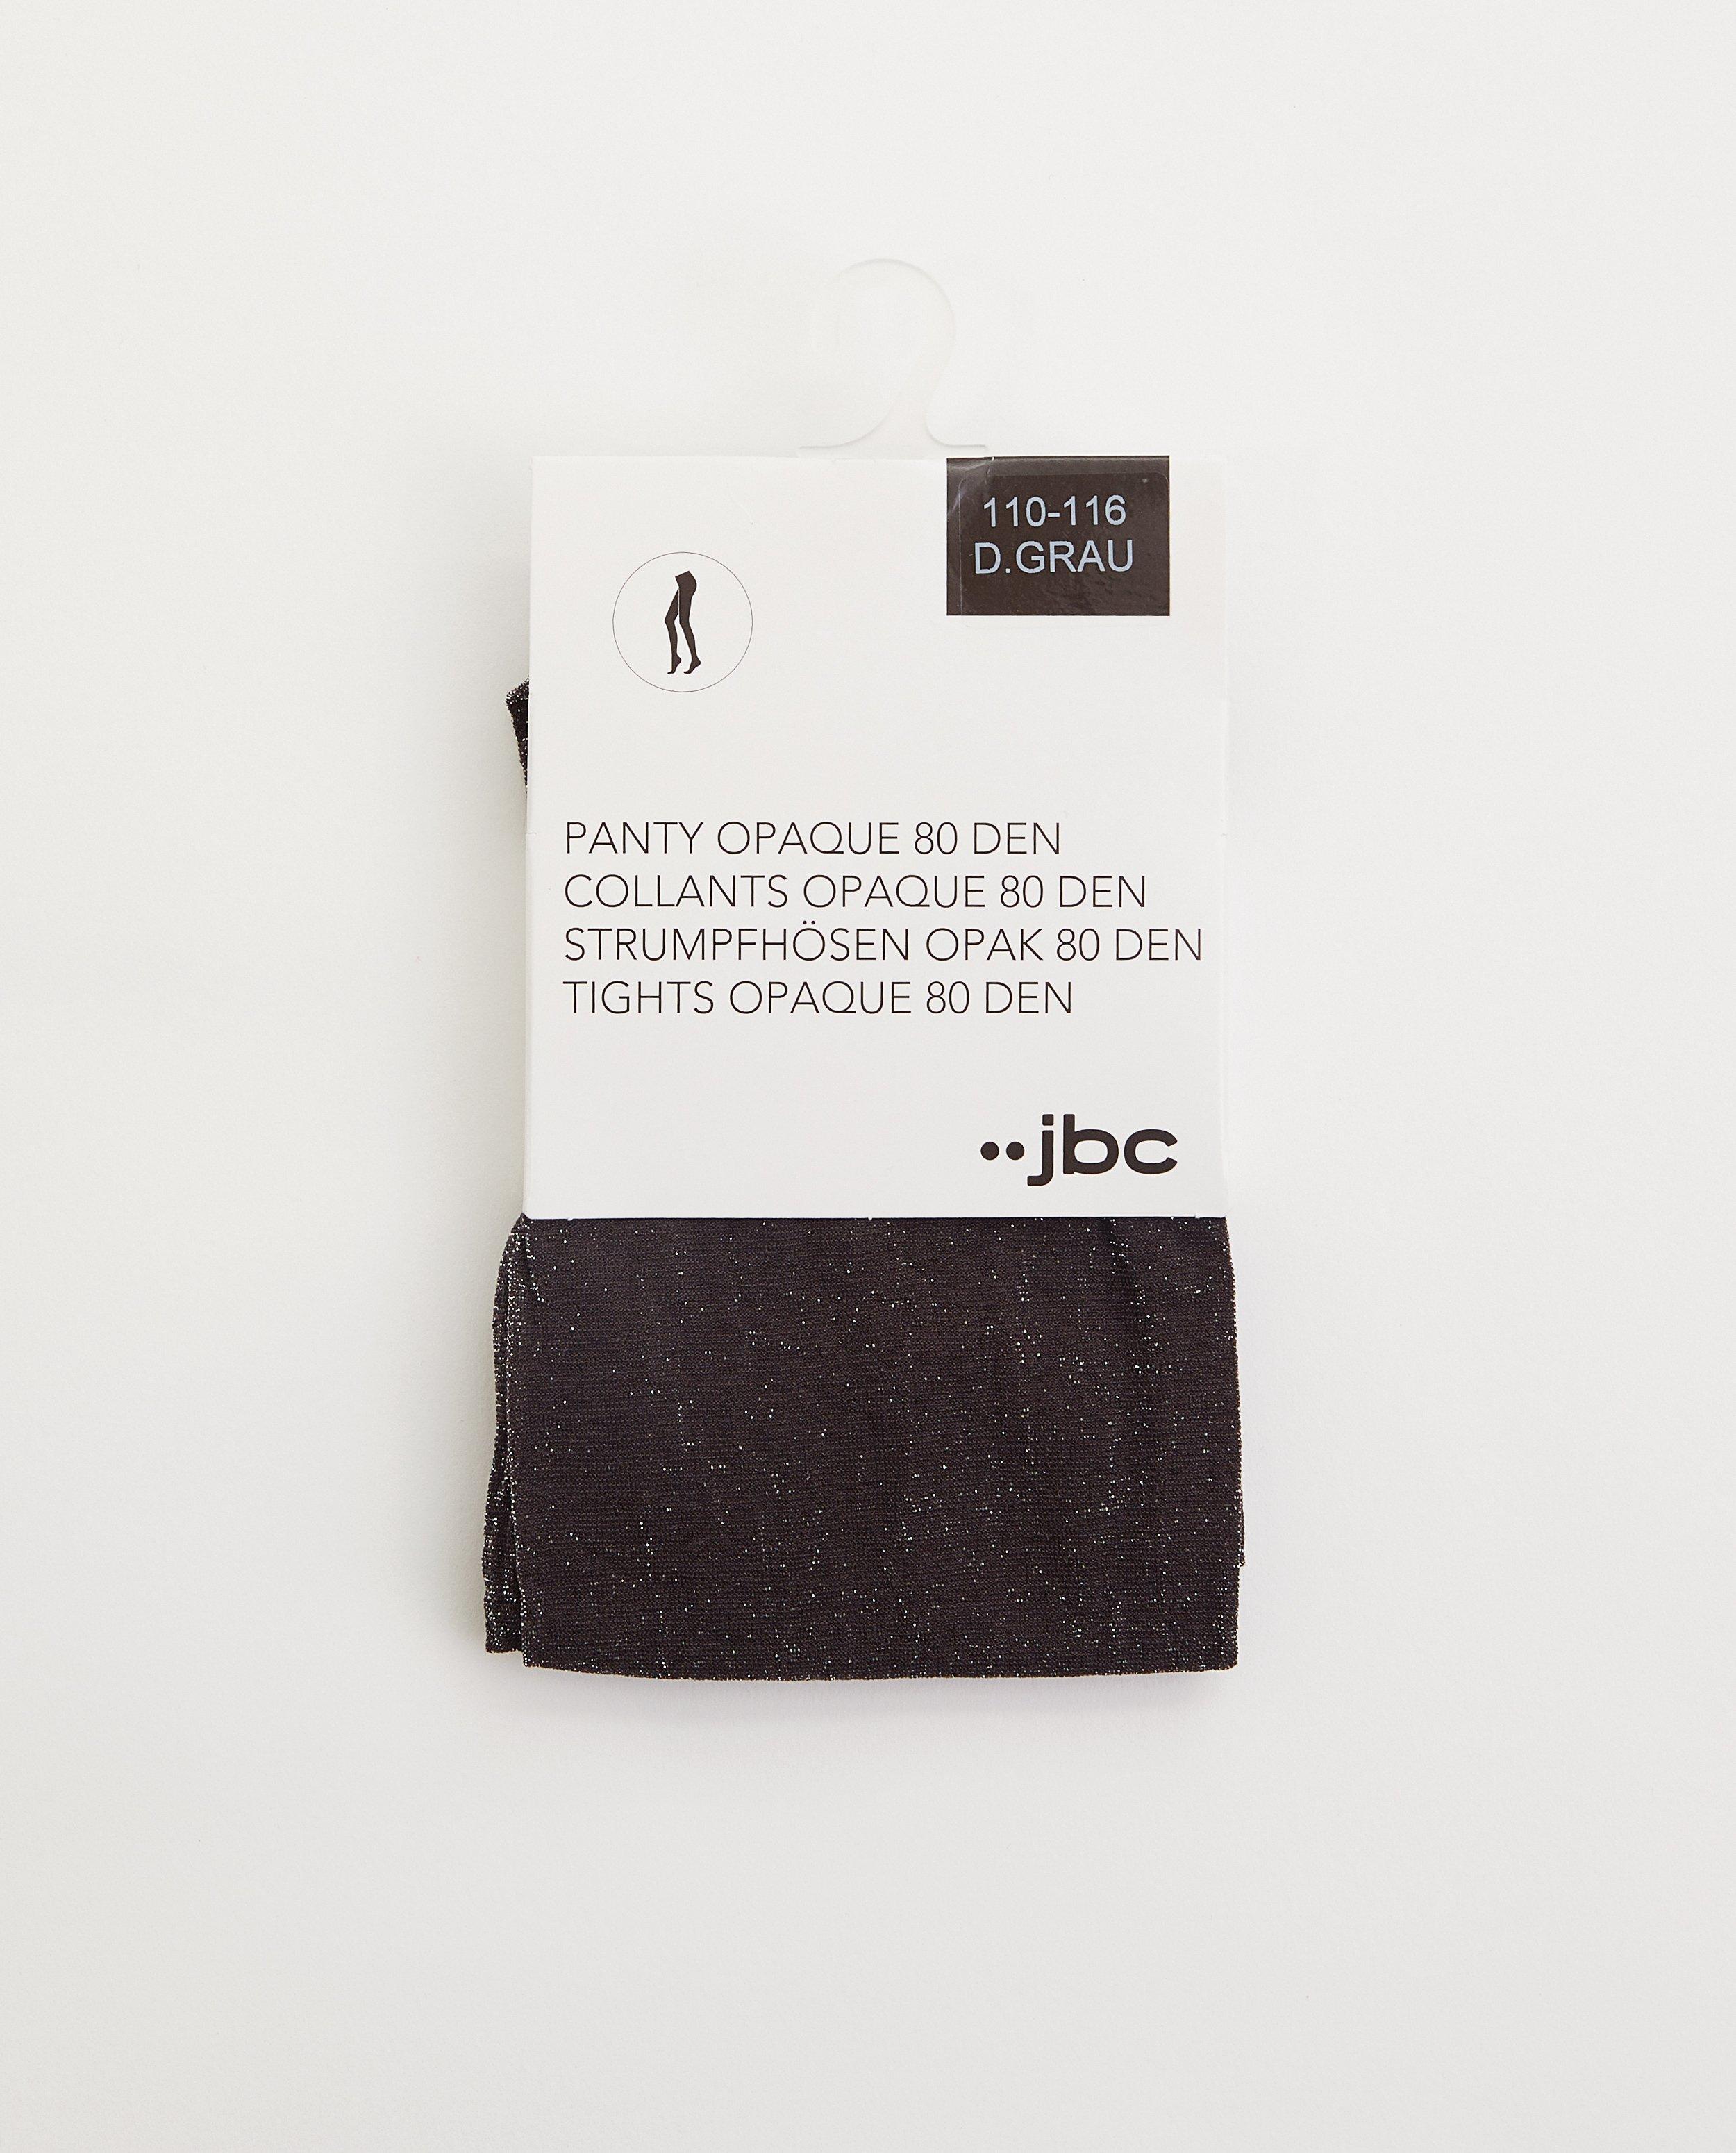 110-116
D.GRAU
PANTY OPAQUE 80 DEN
COLLANTS OPAQUE 80 DEN
STRUMPFHÖSEN OPAK 80 DEN
TIGHTS OPAQUE 80 DEN
jbc